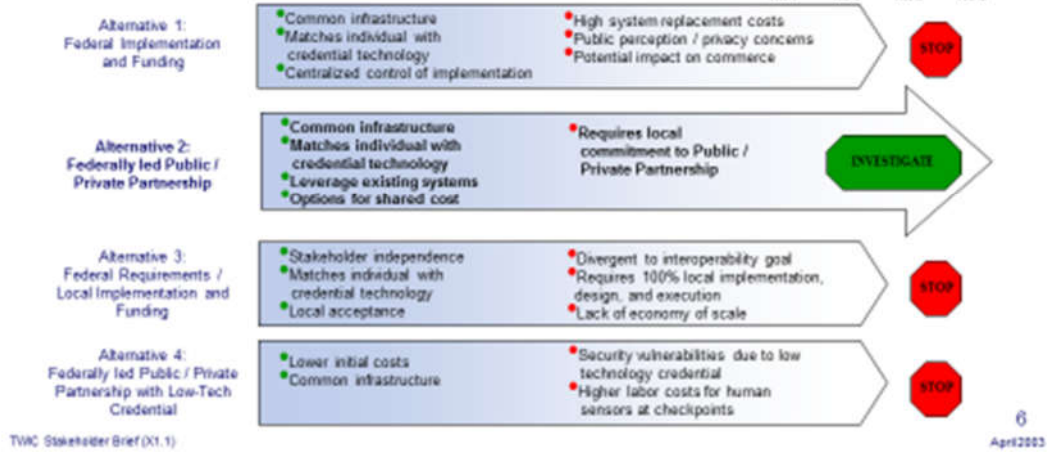 Alternative 1:
Federal Implementation
and Funding
Common infrastructure
Matches individual with
credential technology
Centralized control of implementation
High system replacement costs
Public perception / privacy concerns
Potential impact on commerce
STOP
Alternative 2:
Federally led Public /
Private Partnership
Common infrastructure
Matches individual with
credential technology
Leverage existing systems
Options for shared cost
Requires local
commitment to Public /
Private Partnership
INVESTIGATE
Alternative 3:
Federal Requirements /
Local Implementation and
Funding
Stakeholder independence
Matches individual with
credential technology
Local acceptance
Divergent to interoperability goal
Requires 100% local implementation,
design, and execution
Lack of economy of scale
STOP
Alternative 4:
Federally led Public / Private
Partnership with Low-Tech
Credential
Lower initial costs
Common infrastructure
Security vulnerabilities due to low
technology credential
Higher labor costs for human
sensors at checkpoints
STOP
6
TWIC Stakeholder Brief (X1.1)
April 2003